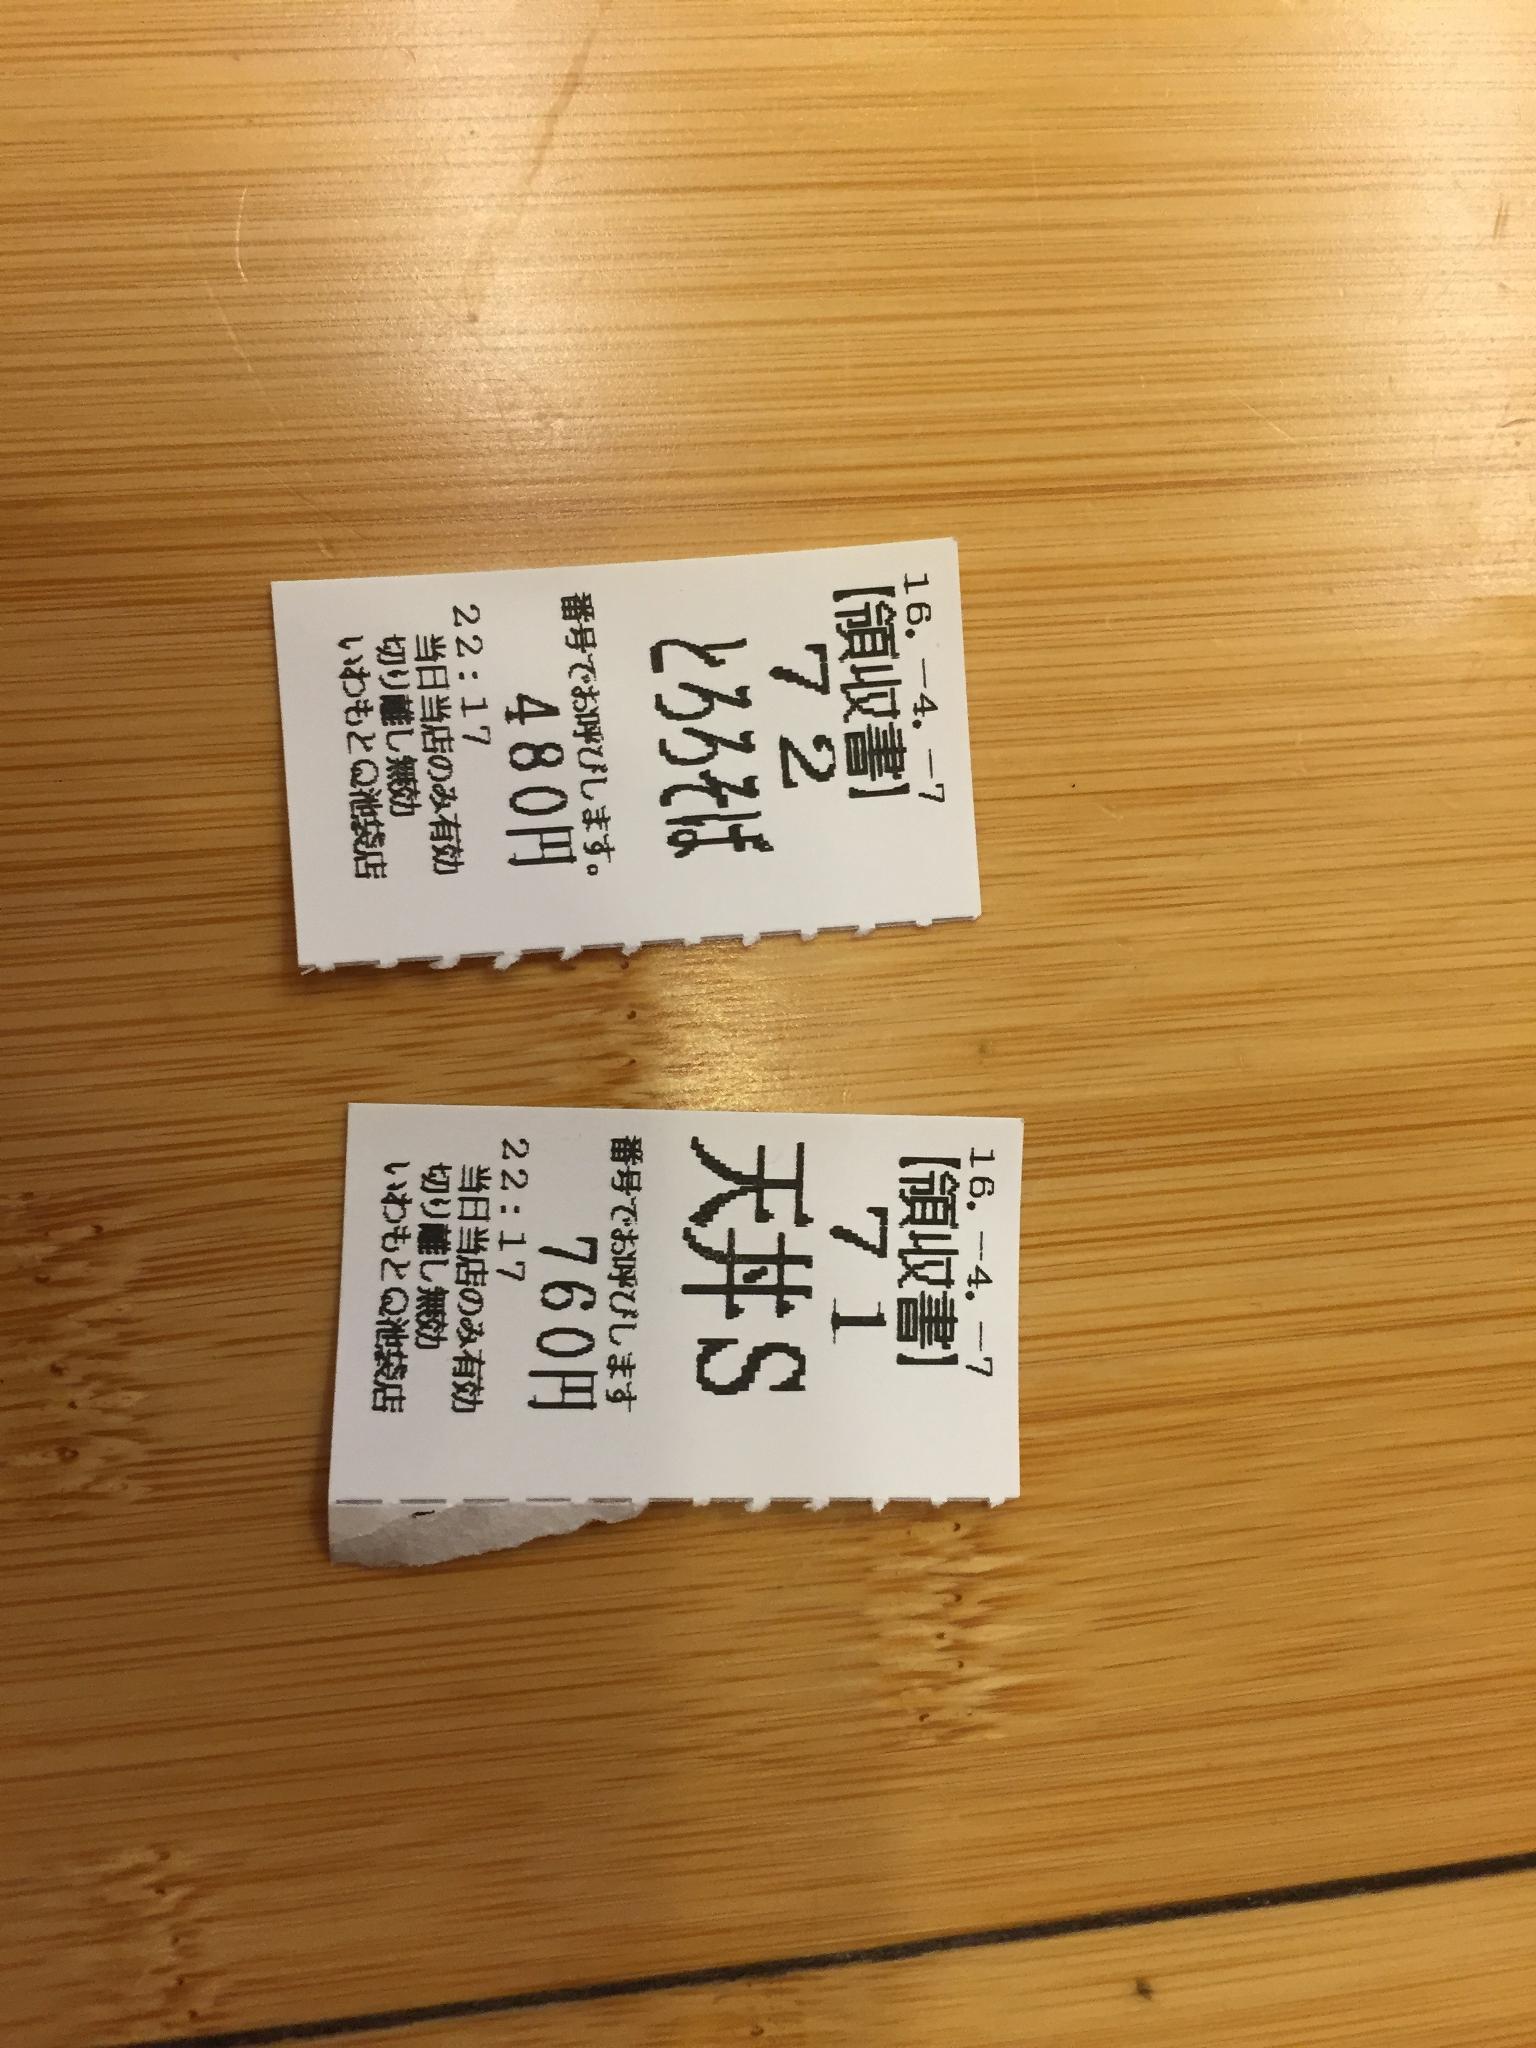 16.-4.-7
【領収書】
72
とろろそば
番号でお呼びします。
480円
22:17
当日当店のみ有効
切り離し無効
いわもとQ池袋店
16.-4.-7
【領収書】
71
天丼S
番号でお呼びします
760円
22:17
当日当店のみ有効
切り離し無効
いわもとQ池袋店